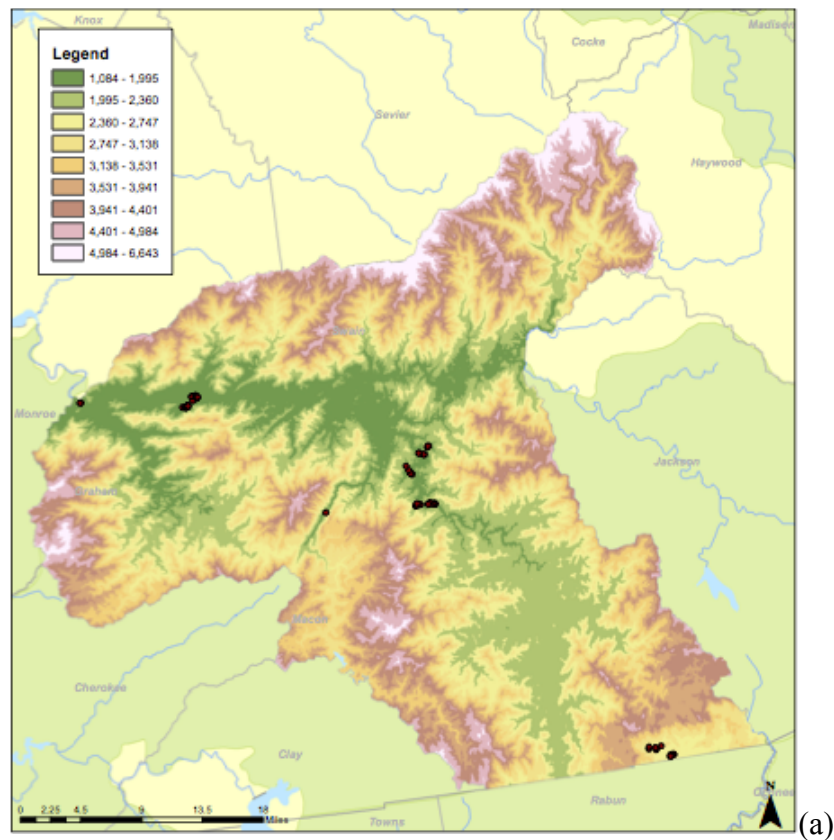 Knox
Madison
Cocke
Legend
1,084 - 1,995
1,995 - 2,360
2,360 - 2,747
2,747 - 3,138
3,138 - 3,531
3,531 - 3,941
3,941 - 4,401
4,401 - 4,984
4,984 - 6,643
Sevier
Haywood
Swain
Monroe
Jackson
Graham
Macon
Cherokee
Clay
N
Rabun
Towns
0 2.25 4.5 9 13.5 18
Miles
(a)